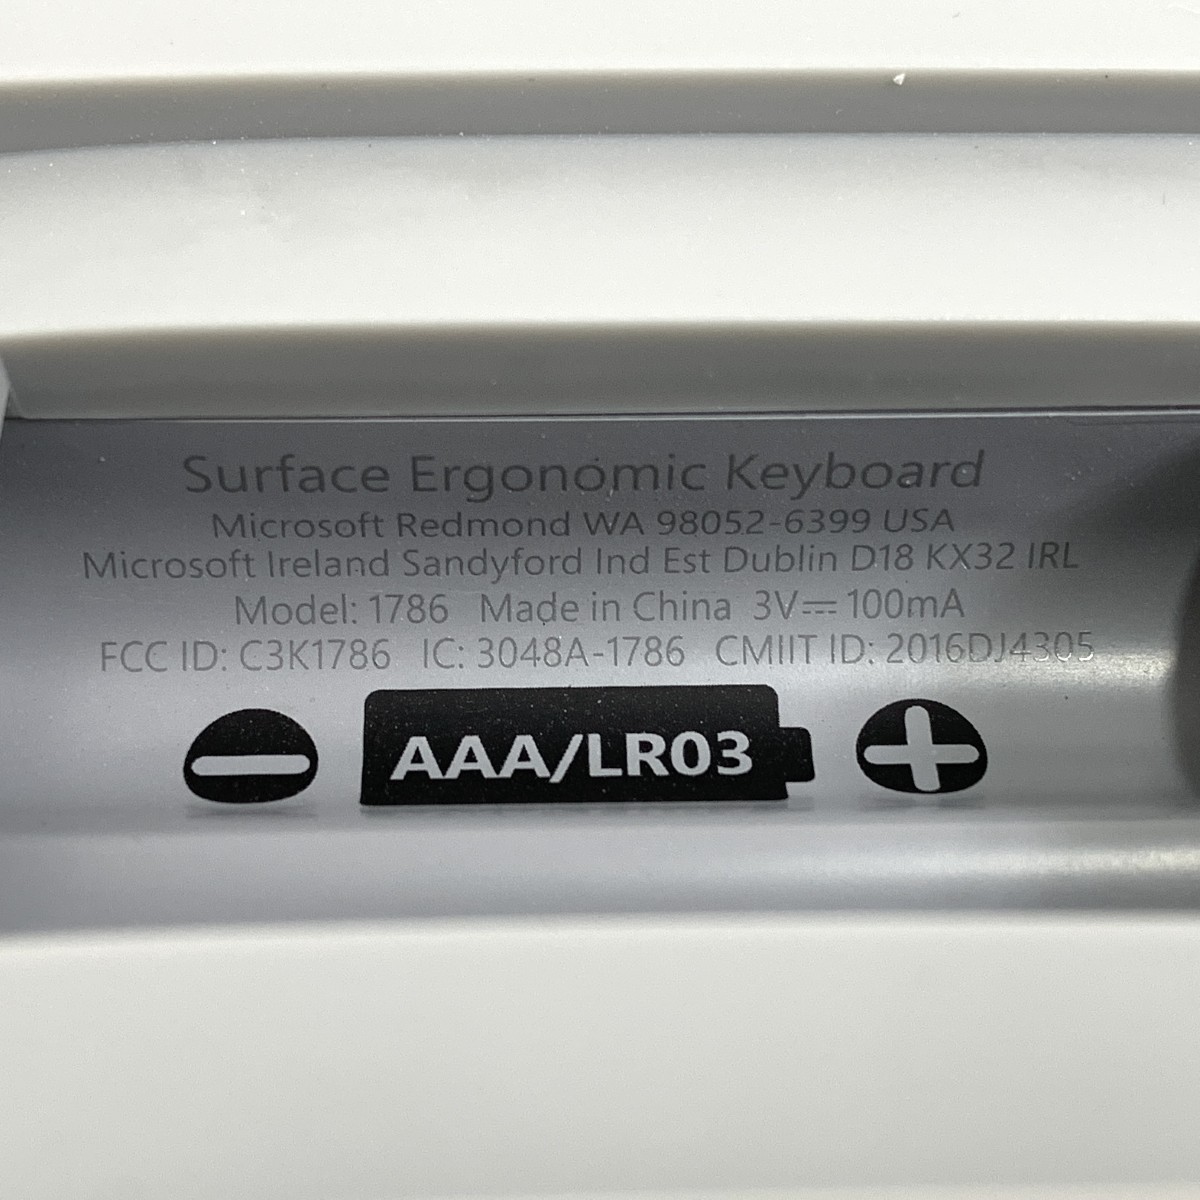 Surface Ergonomic Keyboard
Microsoft Redmond WA 98052-6399 USA
Microsoft Ireland Sandyford Ind Est Dublin D18 KX32 IRL
Model: 1786 Made in China 3V⎓100mA
FCC ID: C3K1786 IC: 3048A-1786 CMIIT ID: 2016DJ4305
AAA/LR03